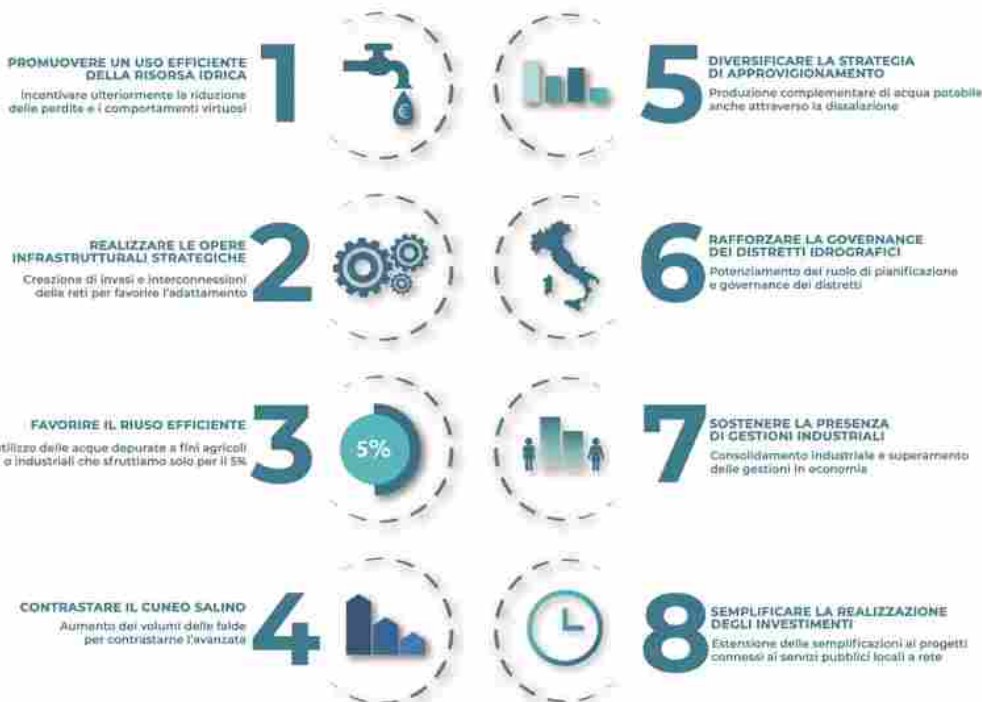 1
PROMUOVERE UN USO EFFICIENTE
DELLA RISORSA IDRICA
Incentivare ulteriormente la riduzione
delle perdite e i comportamenti virtuosi
€
2
REALIZZARE LE OPERE
INFRASTRUTTURALI STRATEGICHE
Creazione di invasi e interconnessioni
delle reti per favorire l'adattamento
3
FAVORIRE IL RIUSO EFFICIENTE
tilizzo delle acque depurate a fini agricoli
o industriali che sfruttiamo solo per il 5%
5%
4
CONTRASTARE IL CUNEO SALINO
Aumento dei volumi delle falde
per contrastarne l'avanzata
5
DIVERSIFICARE LA STRATEGIA
DI APPROVIGIONAMENTO
Produzione complementare di acqua potabile
anche attraverso la dissalazione
6
RAFFORZARE LA GOVERNANCE
DEI DISTRETTI IDROGRAFICI
Potenziamento del ruolo di pianificazione
e governance dei distretti
7
SOSTENERE LA PRESENZA
DI GESTIONI INDUSTRIALI
Consolidamento industriale e superamento
delle gestioni in economia
8
SEMPLIFICARE LA REALIZZAZIONE
DEGLI INVESTIMENTI
Estensione delle semplificazioni ai progetti
connessi ai servizi pubblici locali a rete